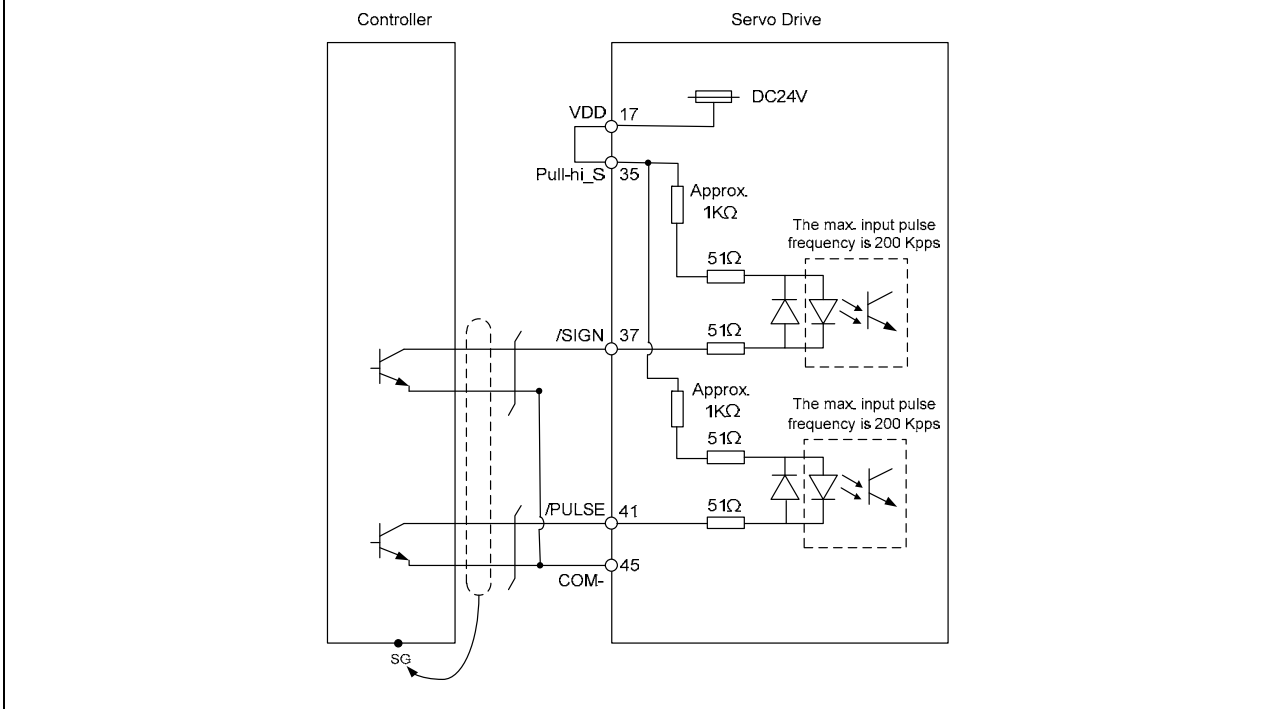 Controller
Servo Drive
DC24V
VDD
17
Pull-hi_S
35
Approx.
1KΩ
The max. input pulse
frequency is 200 Kpps
51Ω
/SIGN
37
51Ω
Approx.
1KΩ
The max. input pulse
frequency is 200 Kpps
51Ω
/PULSE
41
51Ω
45
COM-
SG